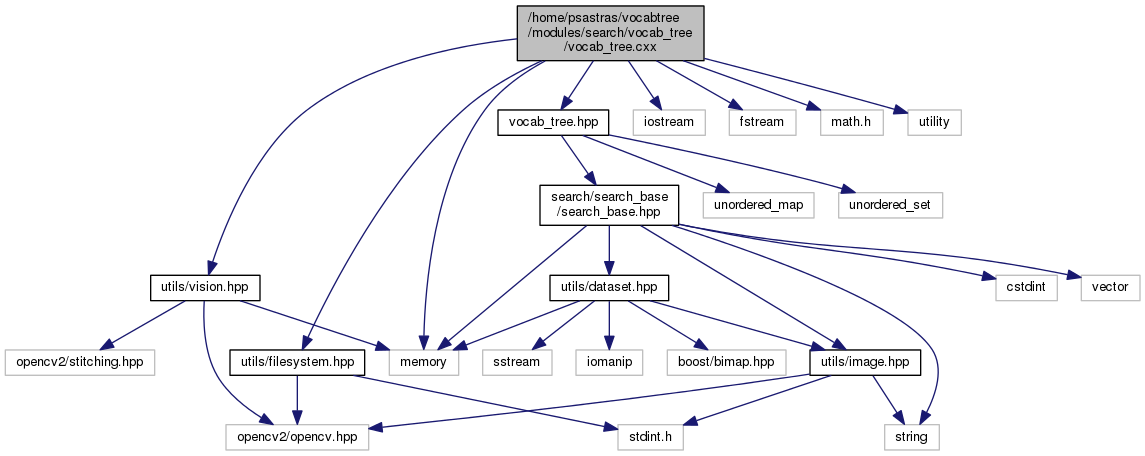 /home/psastras/vocabtree
/modules/search/vocab_tree
/vocab_tree.cxx
vocab_tree.hpp
iostream
fstream
math.h
utility
search/search_base
/search_base.hpp
unordered_map
unordered_set
utils/vision.hpp
utils/dataset.hpp
cstdint
vector
opencv2/stitching.hpp
utils/filesystem.hpp
memory
sstream
iomanip
boost/bimap.hpp
utils/image.hpp
opencv2/opencv.hpp
stdint.h
string